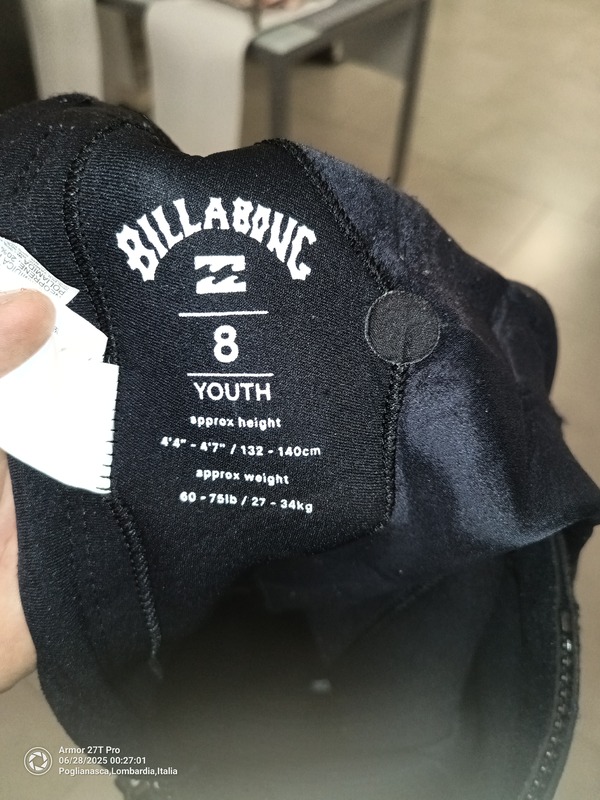 BILLABONG
8
YOUTH
approx height
4'4" - 4'7" / 132 - 140cm
approx weight
60 - 75lb / 27 - 34kg
Armor 27T Pro
06/28/2025 00:27:01
Poglianasca,Lombardia,Italia